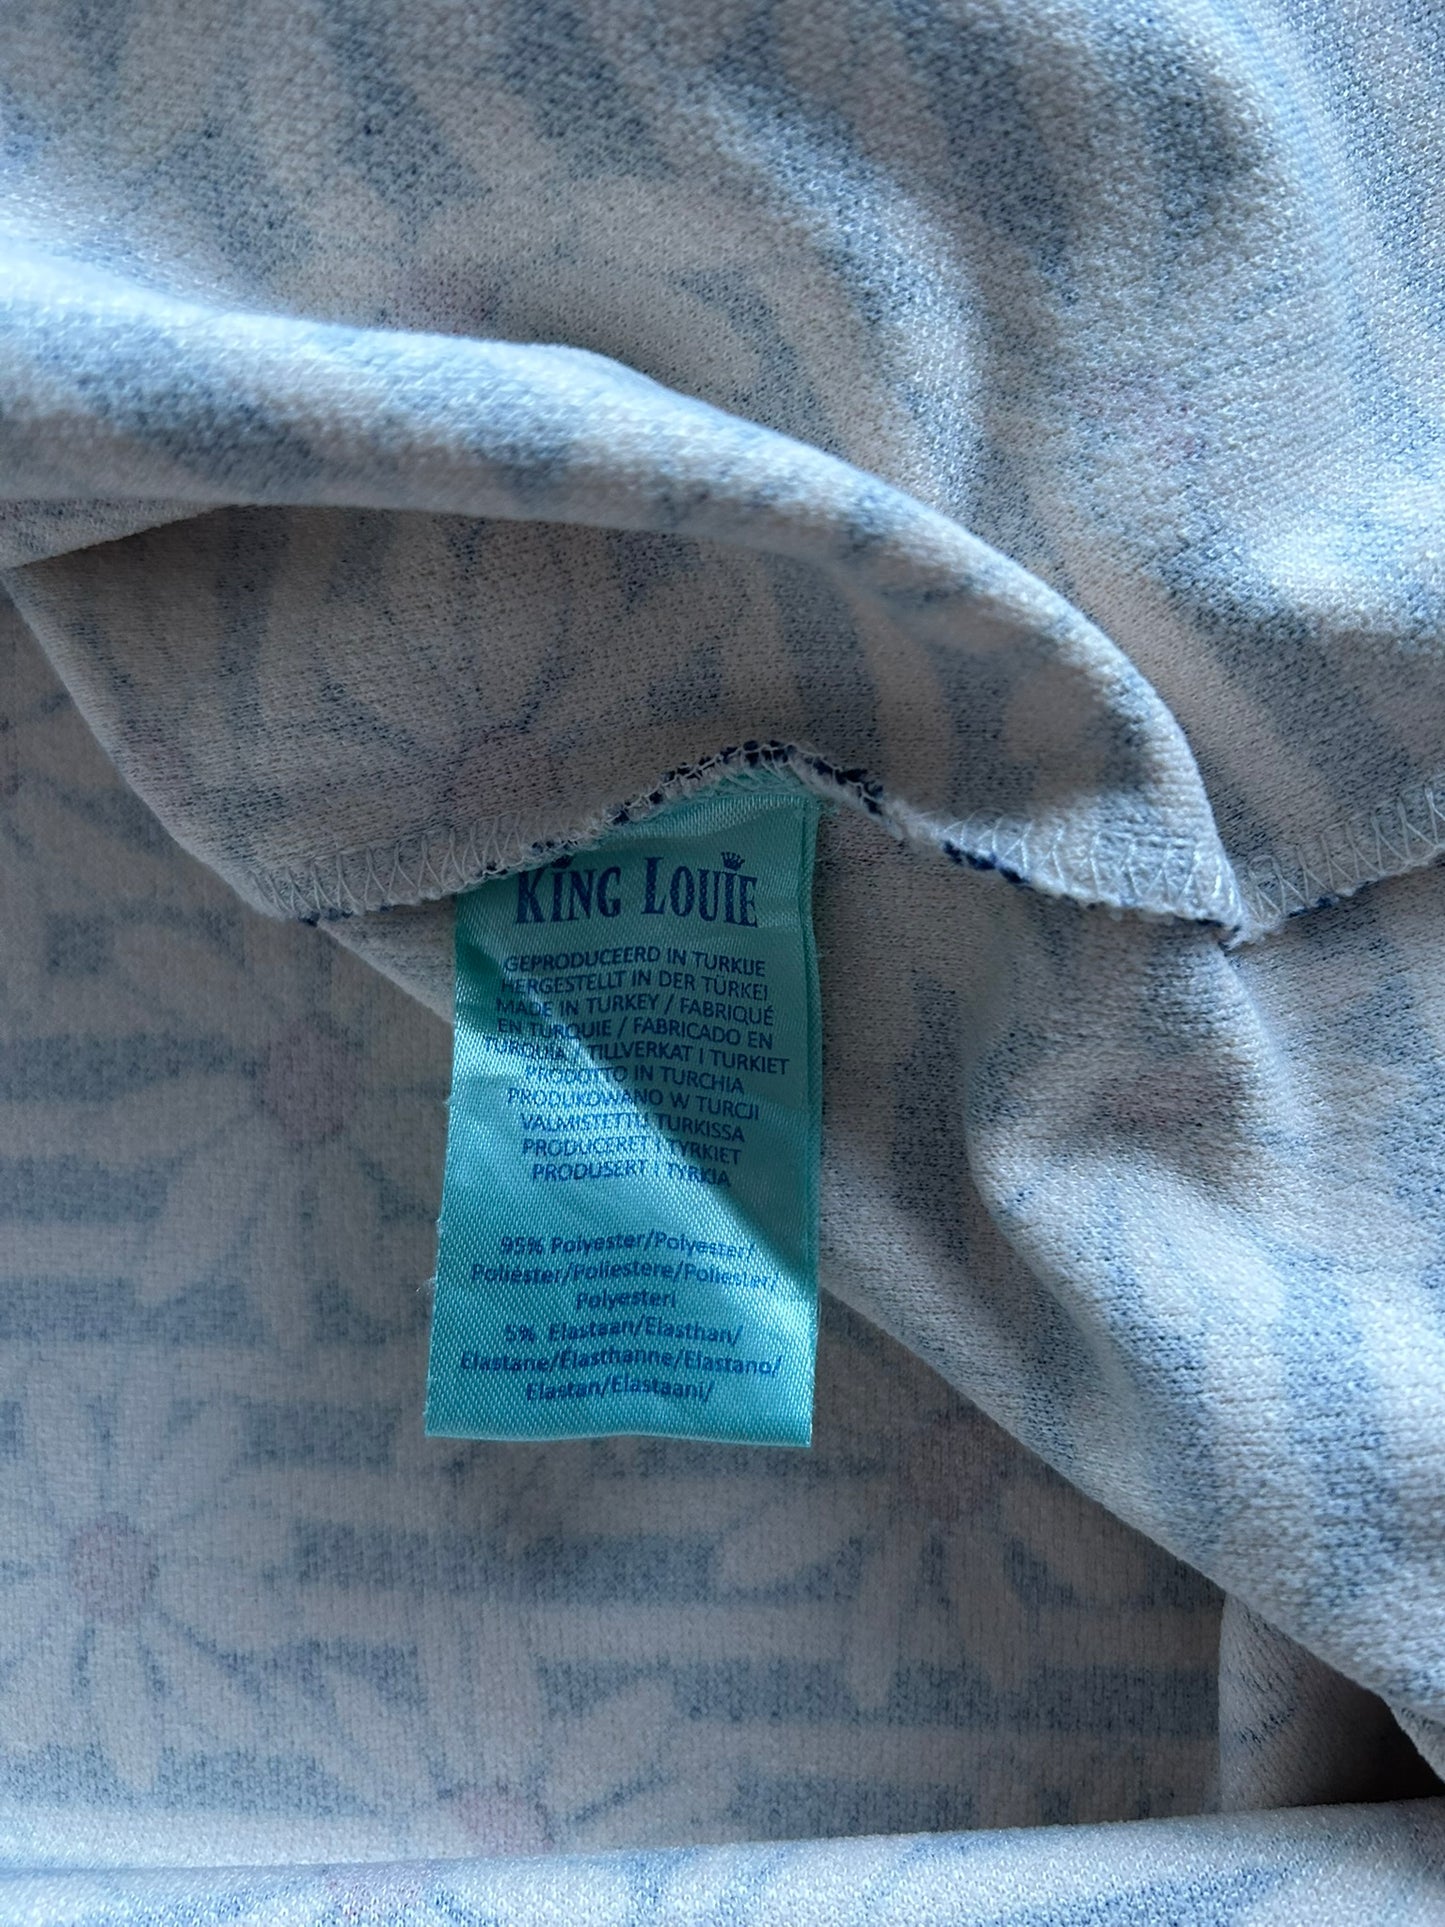 KING LOUIE
GEPRODUCEERD IN TURKIJE
HERGESTELLT IN DER TÜRKEI
MADE IN TURKEY / FABRIQUÉ
EN TURQUIE / FABRICADO EN
TURQUÍA / TILLVERKAT I TURKIET
PRODOTTO IN TURCHIA
PRODUKOWANO W TURCJI
VALMISTETTU TURKISSA
PRODUCERET I TYRKIET
PRODUSERT I TYRKIA
95% Polyester/Polyester/
Poliester/Poliestere/Poliester/
Polyesteri
5% Elastaan/Elasthan/
Elastane/Elasthanne/Elastano/
Elastan/Elastaani/